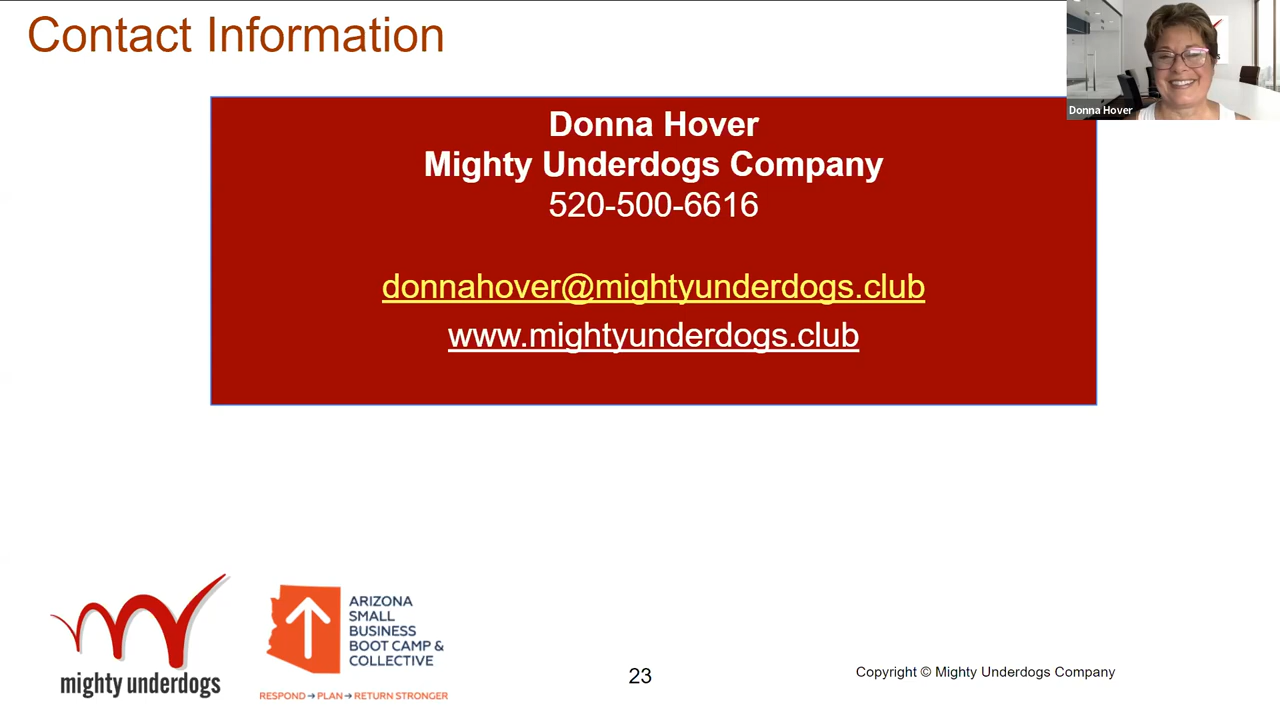 Contact Information
Donna Hover
Donna Hover
Mighty Underdogs Company
520-500-6616
donnahover@mightyunderdogs.club
www.mightyunderdogs.club
mighty underdogs
ARIZONA
SMALL
BUSINESS
BOOT CAMP &
COLLECTIVE
RESPOND → PLAN → RETURN STRONGER
23
Copyright © Mighty Underdogs Company